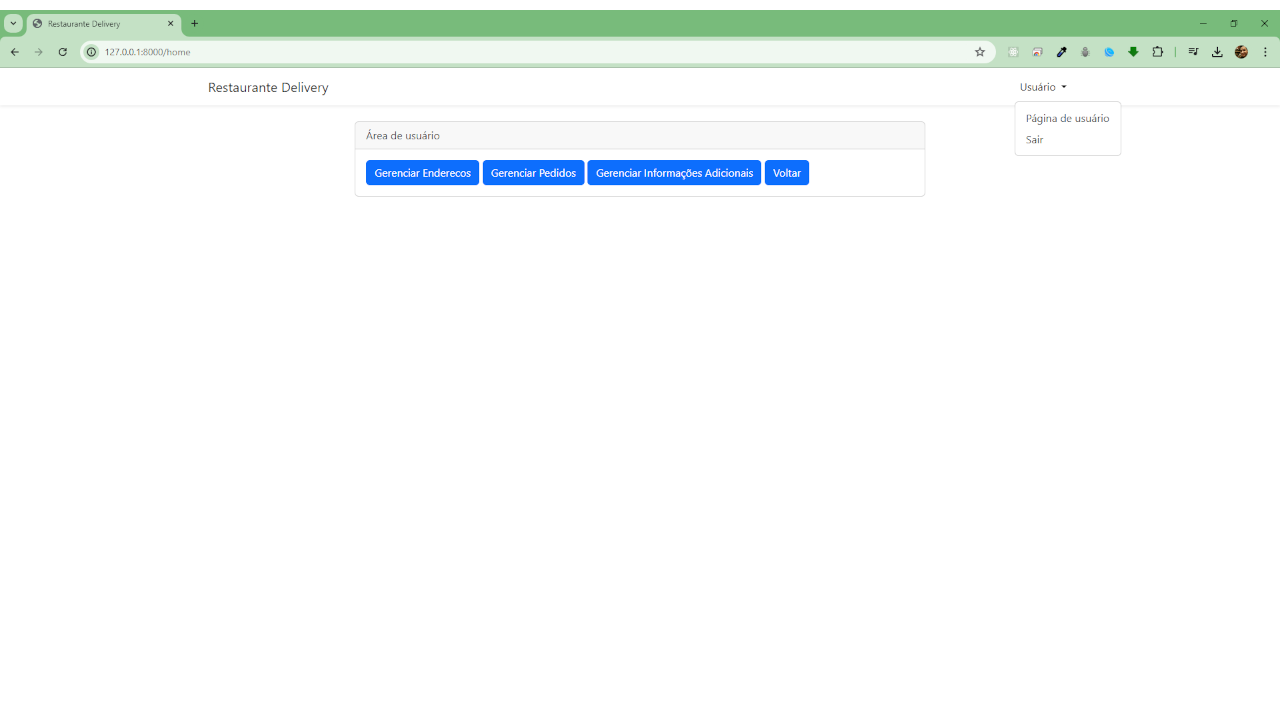 Restaurante Delivery
127.0.0.1:8000/home
Restaurante Delivery
Usuário
Página de usuário
Sair
Área de usuário
Gerenciar Enderecos Gerenciar Pedidos Gerenciar Informações Adicionais Voltar